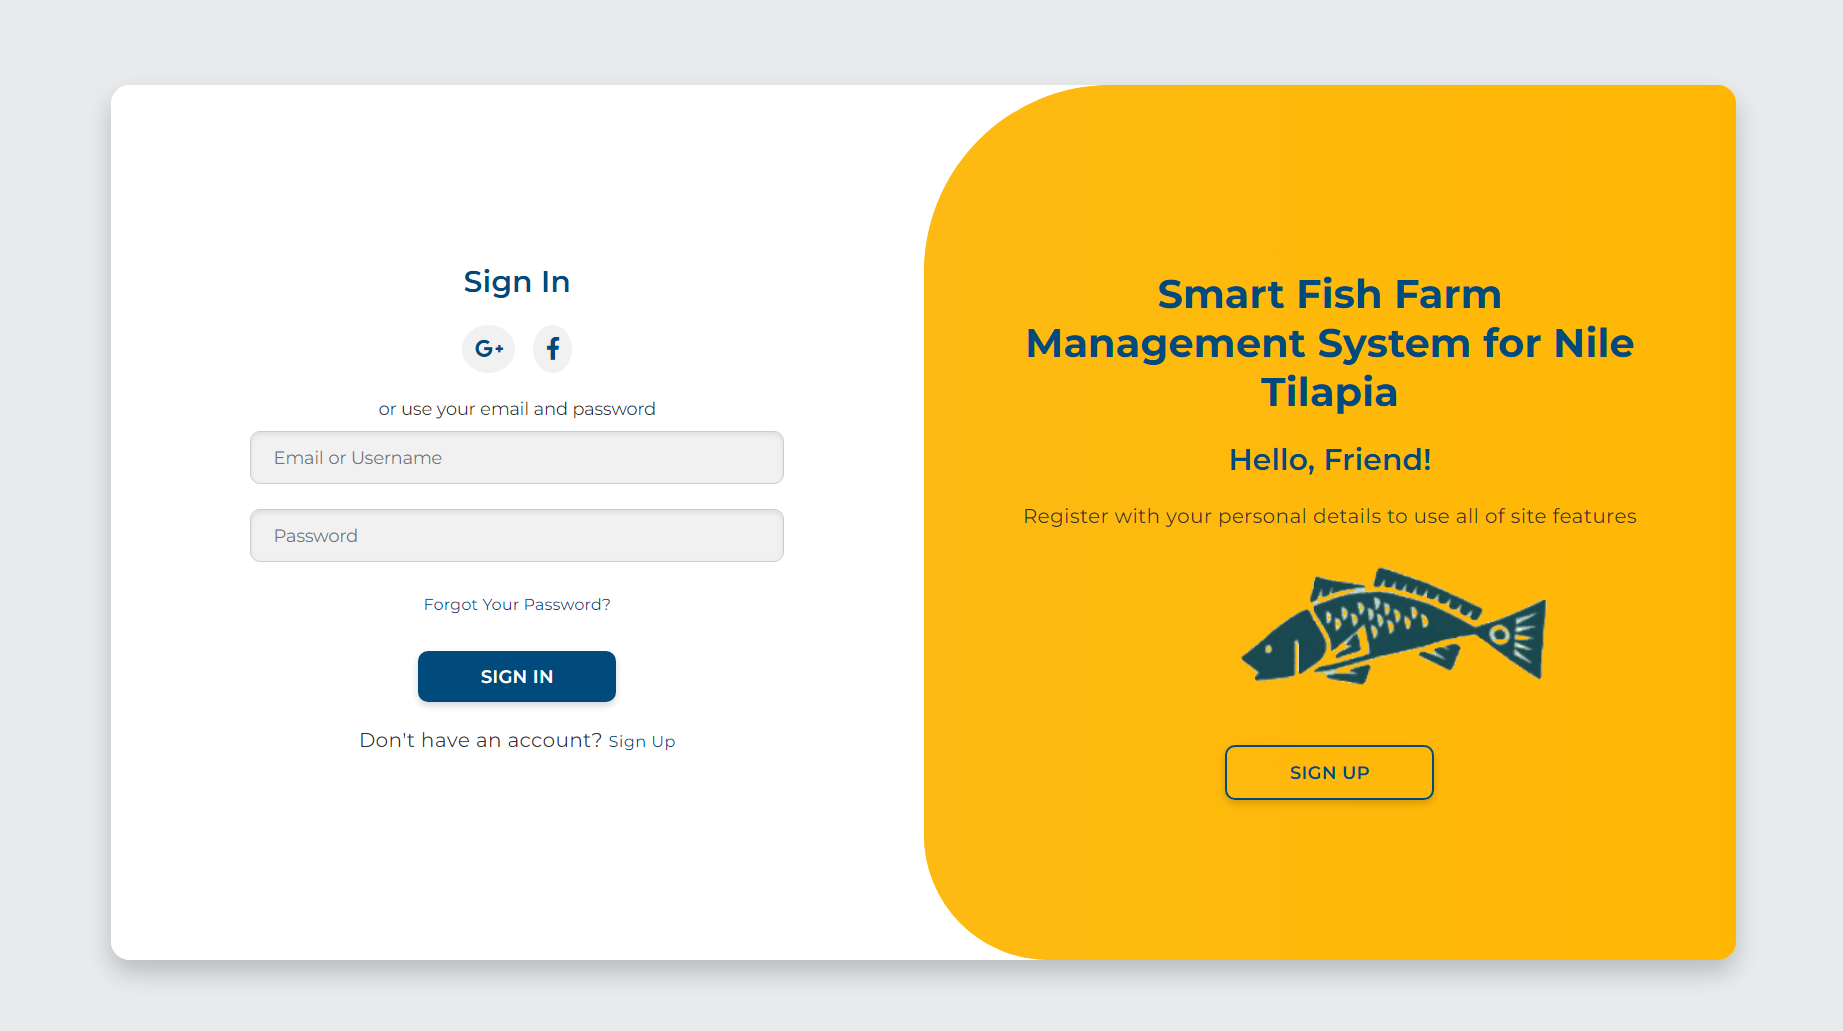 Sign In
G+ f
or use your email and password
Email or Username
Password
Forgot Your Password?
SIGN IN
Don't have an account? Sign Up
Smart Fish Farm
Management System for Nile
Tilapia
Hello, Friend!
Register with your personal details to use all of site features
SIGN UP